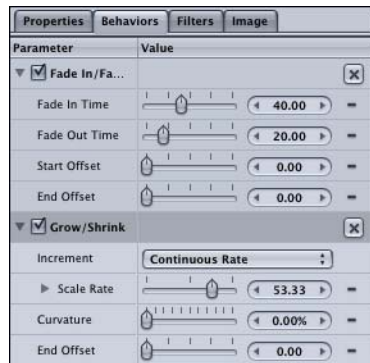 Properties Behaviors Filters Image
Parameter Value
Fade In/Fa...
Fade In Time 40.00
Fade Out Time 20.00
Start Offset 0.00
End Offset 0.00
Grow/Shrink
Increment Continuous Rate
Scale Rate 53.33
Curvature 0.00%
End Offset 0.00